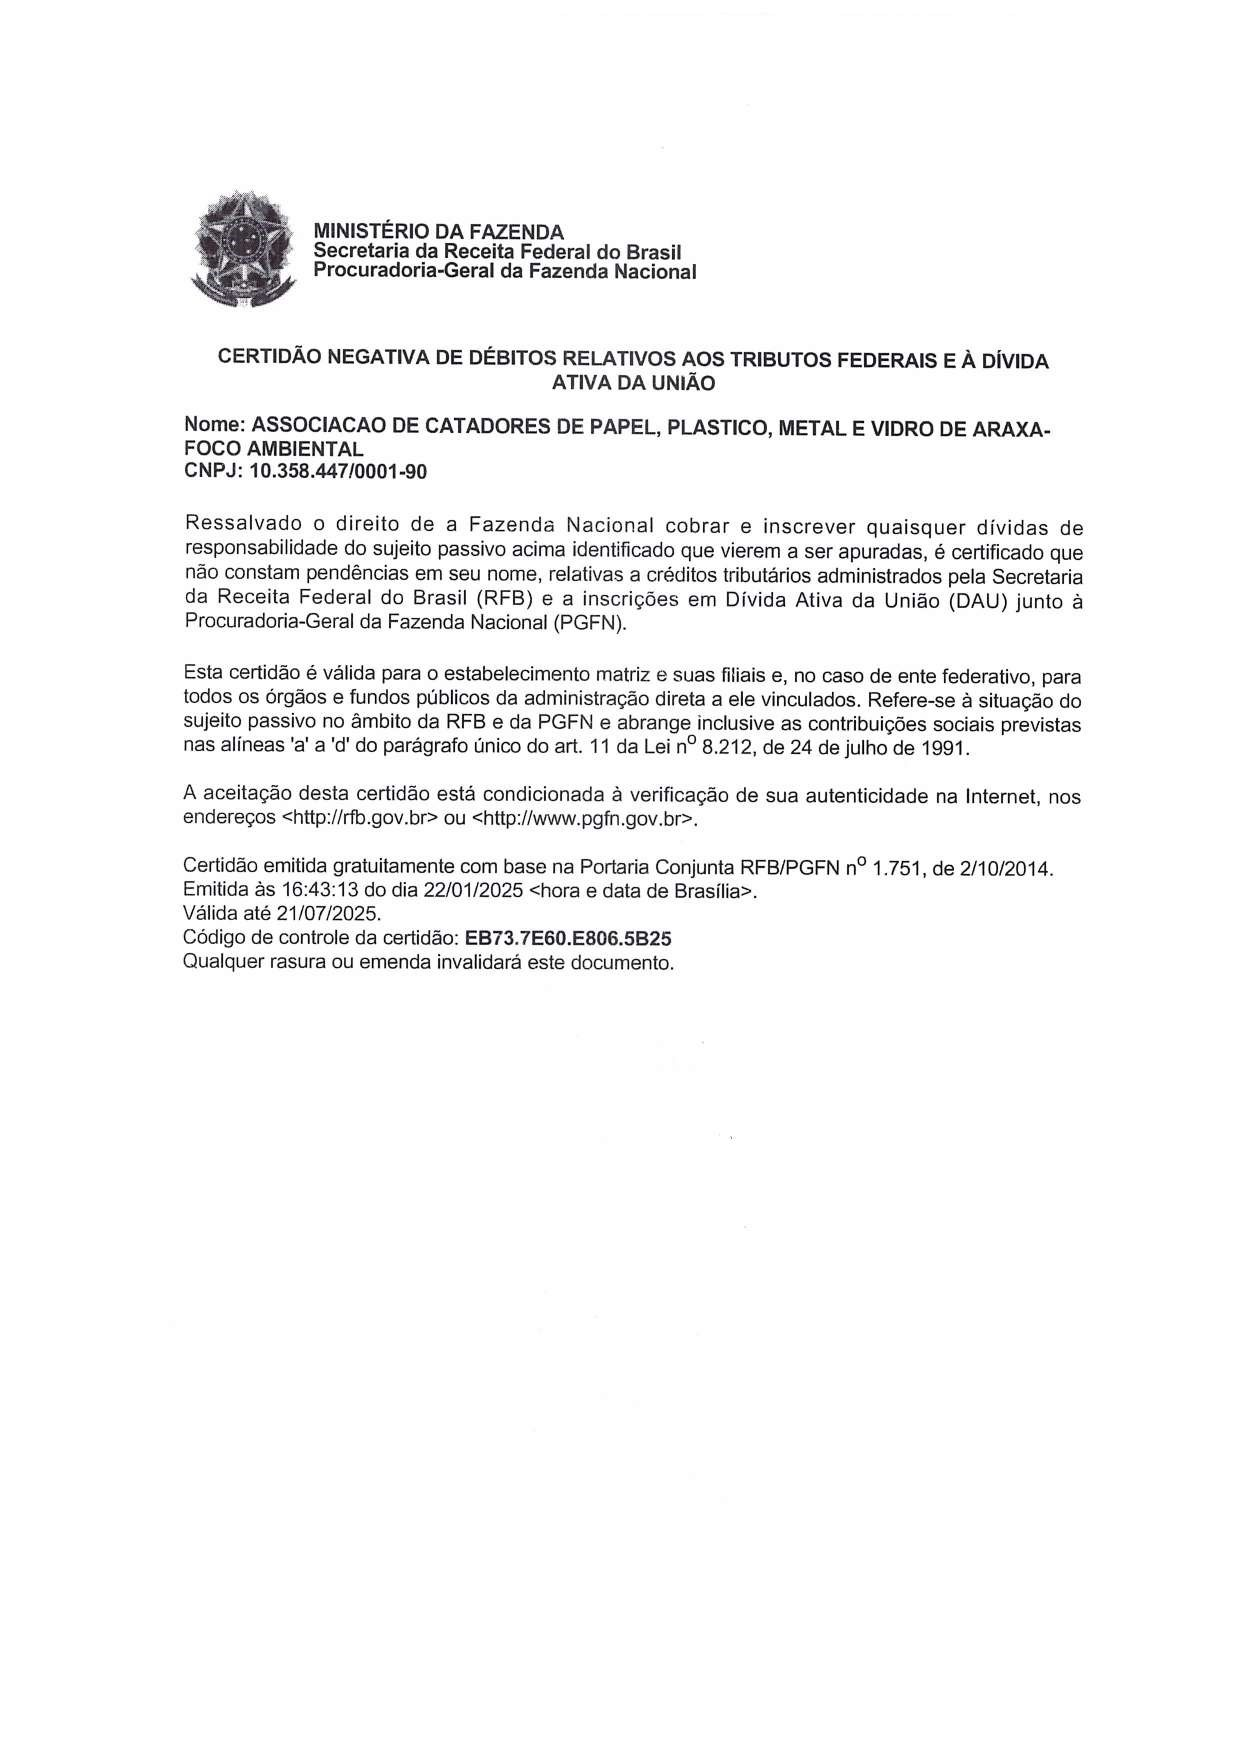 MINISTÉRIO DA FAZENDA
Secretaria da Receita Federal do Brasil
Procuradoria-Geral da Fazenda Nacional
CERTIDÃO NEGATIVA DE DÉBITOS RELATIVOS AOS TRIBUTOS FEDERAIS E À DÍVIDA
ATIVA DA UNIÃO
Nome: ASSOCIACAO DE CATADORES DE PAPEL, PLASTICO, METAL E VIDRO DE ARAXA-
FOCO AMBIENTAL
CNPJ: 10.358.447/0001-90
Ressalvado o direito de a Fazenda Nacional cobrar e inscrever quaisquer dívidas de
responsabilidade do sujeito passivo acima identificado que vierem a ser apuradas, é certificado que
não constam pendências em seu nome, relativas a créditos tributários administrados pela Secretaria
da Receita Federal do Brasil (RFB) e a inscrições em Dívida Ativa da União (DAU) junto à
Procuradoria-Geral da Fazenda Nacional (PGFN).
Esta certidão é válida para o estabelecimento matriz e suas filiais e, no caso de ente federativo, para
todos os órgãos e fundos públicos da administração direta a ele vinculados. Refere-se à situação do
sujeito passivo no âmbito da RFB e da PGFN e abrange inclusive as contribuições sociais previstas
nas alíneas 'a' a 'd' do parágrafo único do art. 11 da Lei nº 8.212, de 24 de julho de 1991.
A aceitação desta certidão está condicionada à verificação de sua autenticidade na Internet, nos
endereços <http://rfb.gov.br> ou <http://www.pgfn.gov.br>.
Certidão emitida gratuitamente com base na Portaria Conjunta RFB/PGFN nº 1.751, de 2/10/2014.
Emitida às 16:43:13 do dia 22/01/2025 <hora e data de Brasília>.
Válida até 21/07/2025.
Código de controle da certidão: EB73.7E60.E806.5B25
Qualquer rasura ou emenda invalidará este documento.